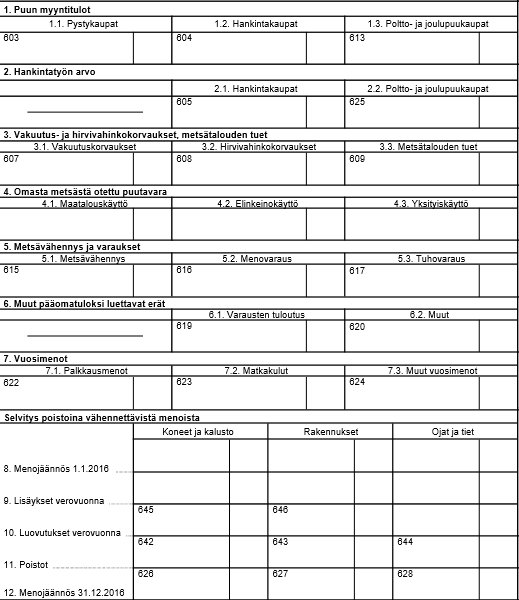 1. Puun myyntitulot
1.1. Pystykaupat 1.2. Hankintakaupat 1.3. Poltto- ja joulupuukaupat
603 604 613
2. Hankintatyön arvo
2.1. Hankintakaupat 2.2. Poltto- ja joulupuukaupat
605 625
3. Vakuutus- ja hirvivahinkokorvaukset, metsätalouden tuet
3.1. Vakuutuskorvaukset 3.2. Hirvivahinkokorvaukset 3.3. Metsätalouden tuet
607 608 609
4. Omasta metsästä otettu puutavara
4.1. Maatalouskäyttö 4.2. Elinkeinokäyttö 4.3. Yksityiskäyttö
5. Metsävähennys ja varaukset
5.1. Metsävähennys 5.2. Menovaraus 5.3. Tuhovaraus
615 616 617
6. Muut pääomatuloksi luettavat erät
6.1. Varausten tuloutus 6.2. Muut
619 620
7. Vuosimenot
7.1. Palkkausmenot 7.2. Matkakulut 7.3. Muut vuosimenot
622 623 624
Selvitys poistoina vähennettävistä menoista
Koneet ja kalusto Rakennukset Ojat ja tiet
8. Menojäännös 1.1.2016
9. Lisäykset verovuonna
645 646
10. Luovutukset verovuonna
642 643 644
11. Poistot
626 627 628
12. Menojäännös 31.12.2016